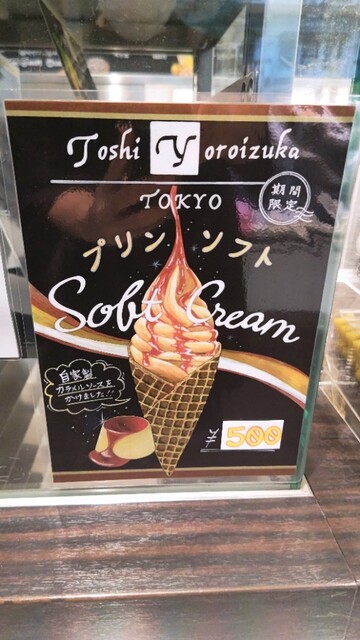 Toshi Yoroizuka
TOKYO
期間
限定
プリンソフト
Soft Cream
自家製
カラメルソースを
かけました!!
¥500